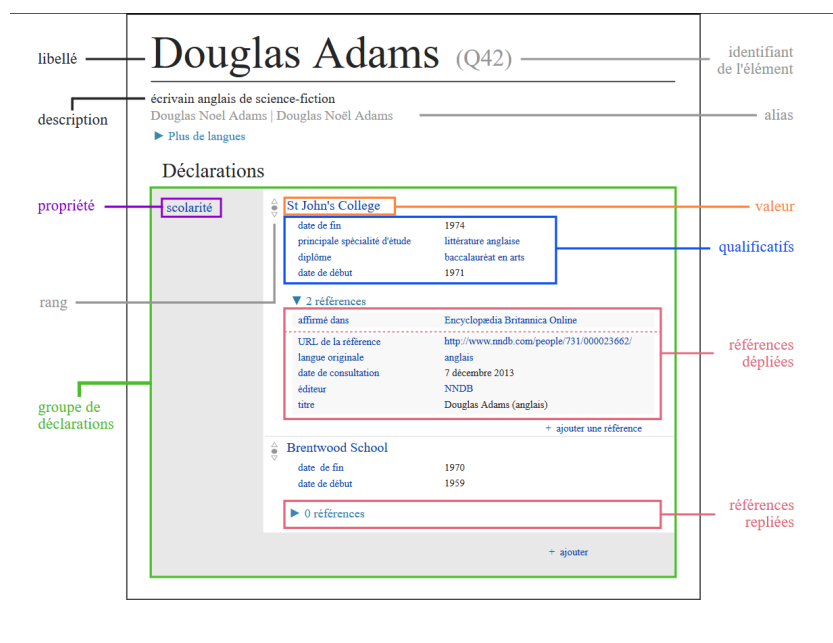 libellé
Douglas Adams (Q42)
identifiant
de l'élément
description
écrivain anglais de science-fiction
Douglas Noel Adams | Douglas Noël Adams
alias
▶ Plus de langues
Déclarations
propriété
scolarité
St John's College
valeur
date de fin 1974
principale spécialité d'étude littérature anglaise
qualificatifs
diplôme baccalauréat en arts
date de début 1971
rang
▼ 2 références
affirmé dans Encyclopædia Britannica Online
URL de la référence http://www.nndb.com/people/731/000023662/
références
dépliées
langue originale anglais
date de consultation 7 décembre 2013
éditeur NNDB
titre Douglas Adams (anglais)
groupe de
déclarations
+ ajouter une référence
Brentwood School
date de fin 1970
date de début 1959
▶ 0 références
références
repliées
+ ajouter